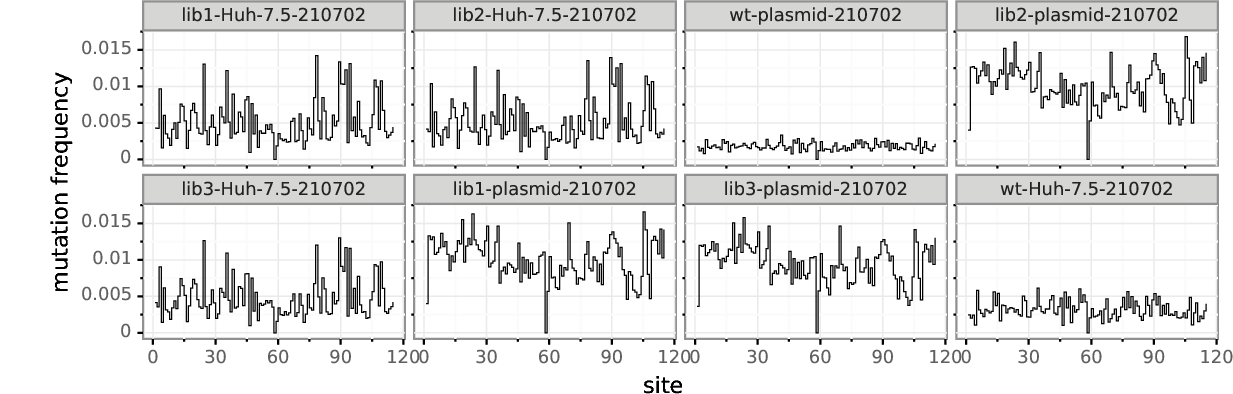 lib1-Huh-7.5-210702 lib2-Huh-7.5-210702 wt-plasmid-210702 lib2-plasmid-210702
0.015
0.01
0.005
0
lib3-Huh-7.5-210702 lib1-plasmid-210702 lib3-plasmid-210702 wt-Huh-7.5-210702
0.015
0.01
0.005
0
mutation frequency
0 30 60 90 120 0 30 60 90 120 0 30 60 90 120 0 30 60 90 120
site